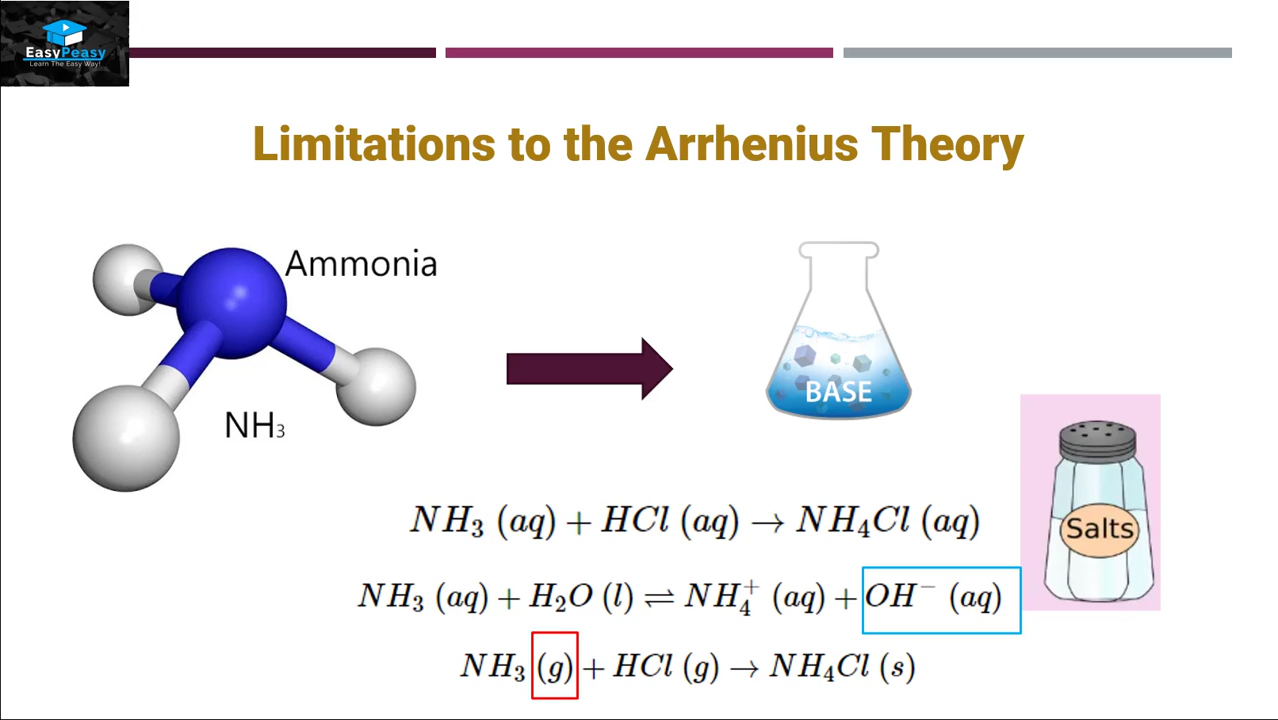 EasyPeasy
Learn The Easy Way!
Limitations to the Arrhenius Theory
Ammonia
NH₃
BASE
Salts
NH₃ (aq) + HCl (aq) → NH₄Cl (aq)
NH₃ (aq) + H₂O (l) ⇌ NH₄⁺ (aq) + OH⁻ (aq)
NH₃ (g) + HCl (g) → NH₄Cl (s)